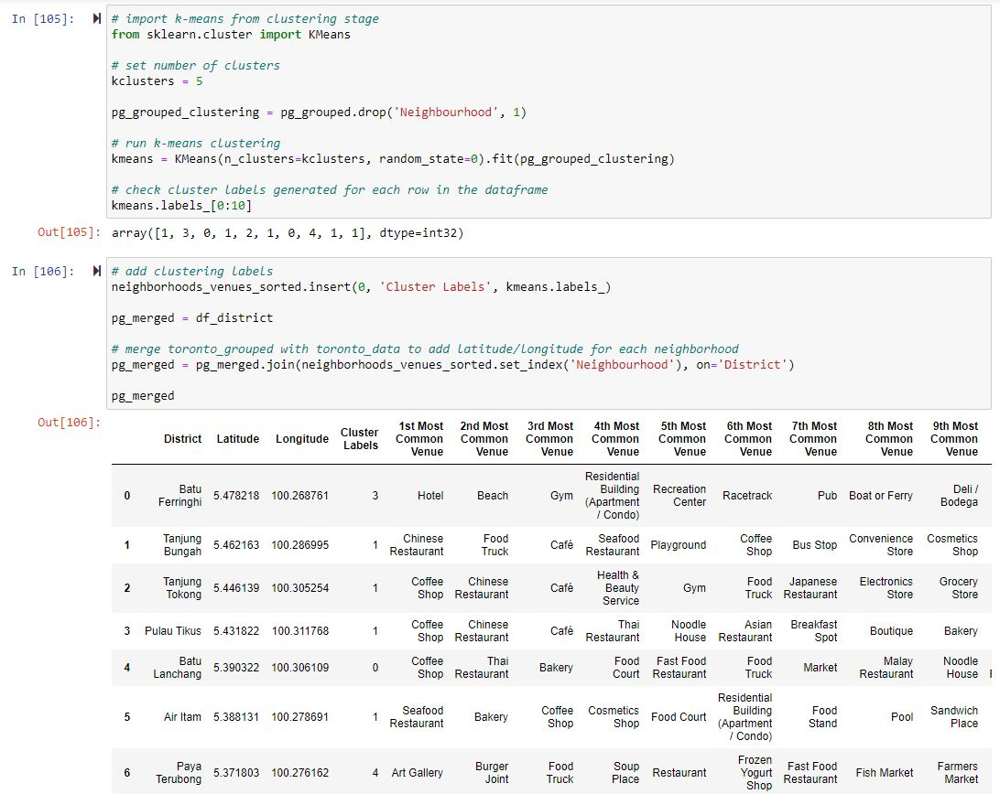 In [105]:
# import k-means from clustering stage
from sklearn.cluster import KMeans
# set number of clusters
kclusters = 5
pg_grouped_clustering = pg_grouped.drop('Neighbourhood', 1)
# run k-means clustering
kmeans = KMeans(n_clusters=kclusters, random_state=0).fit(pg_grouped_clustering)
# check cluster labels generated for each row in the dataframe
kmeans.labels_[0:10]
Out[105]: array([1, 3, 0, 1, 2, 1, 0, 4, 1, 1], dtype=int32)
In [106]:
# add clustering labels
neighborhoods_venues_sorted.insert(0, 'Cluster Labels', kmeans.labels_)
pg_merged = df_district
# merge toronto_grouped with toronto_data to add latitude/longitude for each neighborhood
pg_merged = pg_merged.join(neighborhoods_venues_sorted.set_index('Neighbourhood'), on='District')
pg_merged
Out[106]:
District Latitude Longitude Cluster Labels 1st Most Common Venue 2nd Most Common Venue 3rd Most Common Venue 4th Most Common Venue 5th Most Common Venue 6th Most Common Venue 7th Most Common Venue 8th Most Common Venue 9th Most Common Venue
0 Batu Ferringhi 5.478218 100.268761 3 Hotel Beach Gym Residential Building (Apartment / Condo) Recreation Center Racetrack Pub Boat or Ferry Deli / Bodega
1 Tanjung Bungah 5.462163 100.286995 1 Chinese Restaurant Food Truck Café Seafood Restaurant Playground Coffee Shop Bus Stop Convenience Store Cosmetics Shop
2 Tanjung Tokong 5.446139 100.305254 1 Coffee Shop Chinese Restaurant Café Health & Beauty Service Gym Food Truck Japanese Restaurant Electronics Store Grocery Store
3 Pulau Tikus 5.431822 100.311768 1 Coffee Shop Chinese Restaurant Café Thai Restaurant Noodle House Asian Restaurant Breakfast Spot Boutique Bakery
4 Batu Lanchang 5.390322 100.306109 0 Coffee Shop Thai Restaurant Bakery Food Court Fast Food Restaurant Food Truck Market Malay Restaurant Noodle House
5 Air Itam 5.388131 100.278691 1 Seafood Restaurant Bakery Coffee Shop Cosmetics Shop Food Court Residential Building (Apartment / Condo) Food Stand Pool Sandwich Place
6 Paya Terubong 5.371803 100.276162 4 Art Gallery Burger Joint Food Truck Soup Place Restaurant Frozen Yogurt Shop Fast Food Restaurant Fish Market Farmers Market